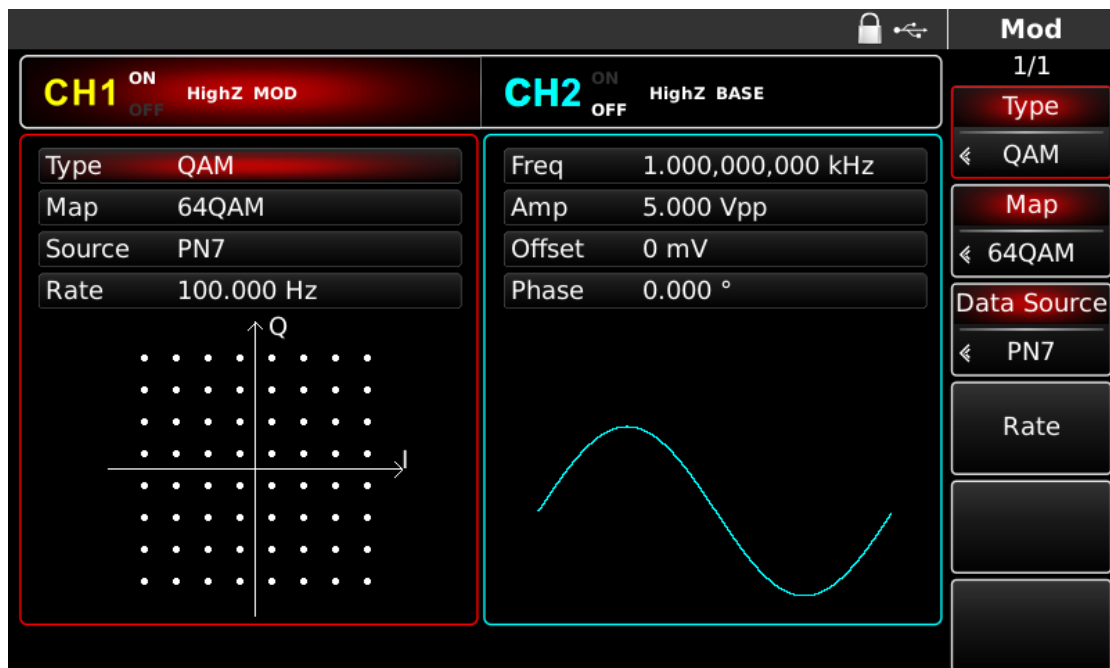 Mod
1/1
CH1 ON OFF HighZ MOD
CH2 ON OFF HighZ BASE
Type QAM
Map 64QAM
Source PN7
Rate 100.000 Hz
Q
I
Freq 1.000,000,000 kHz
Amp 5.000 Vpp
Offset 0 mV
Phase 0.000 °
Type
QAM
Map
64QAM
Data Source
PN7
Rate